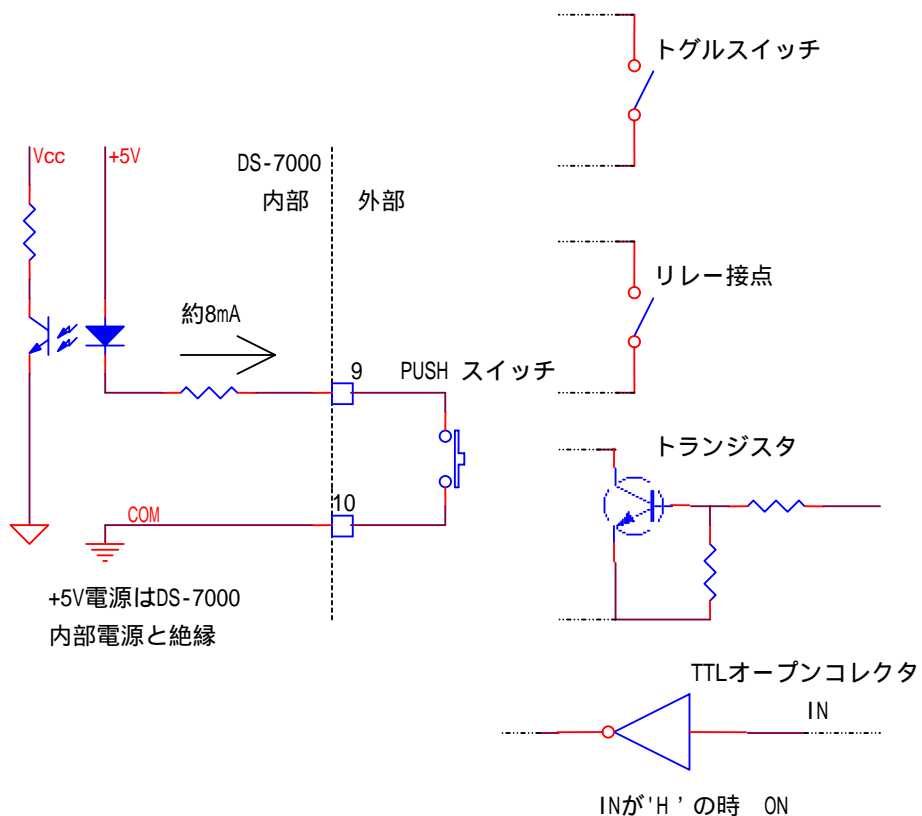 トグルスイッチ
Vcc
+5V
DS-7000
内部
外部
リレー接点
約8mA
9
PUSH スイッチ
トランジスタ
10
COM
+5V電源はDS-7000
内部電源と絶縁
TTLオープンコレクタ
IN
INが'H'の時 ON